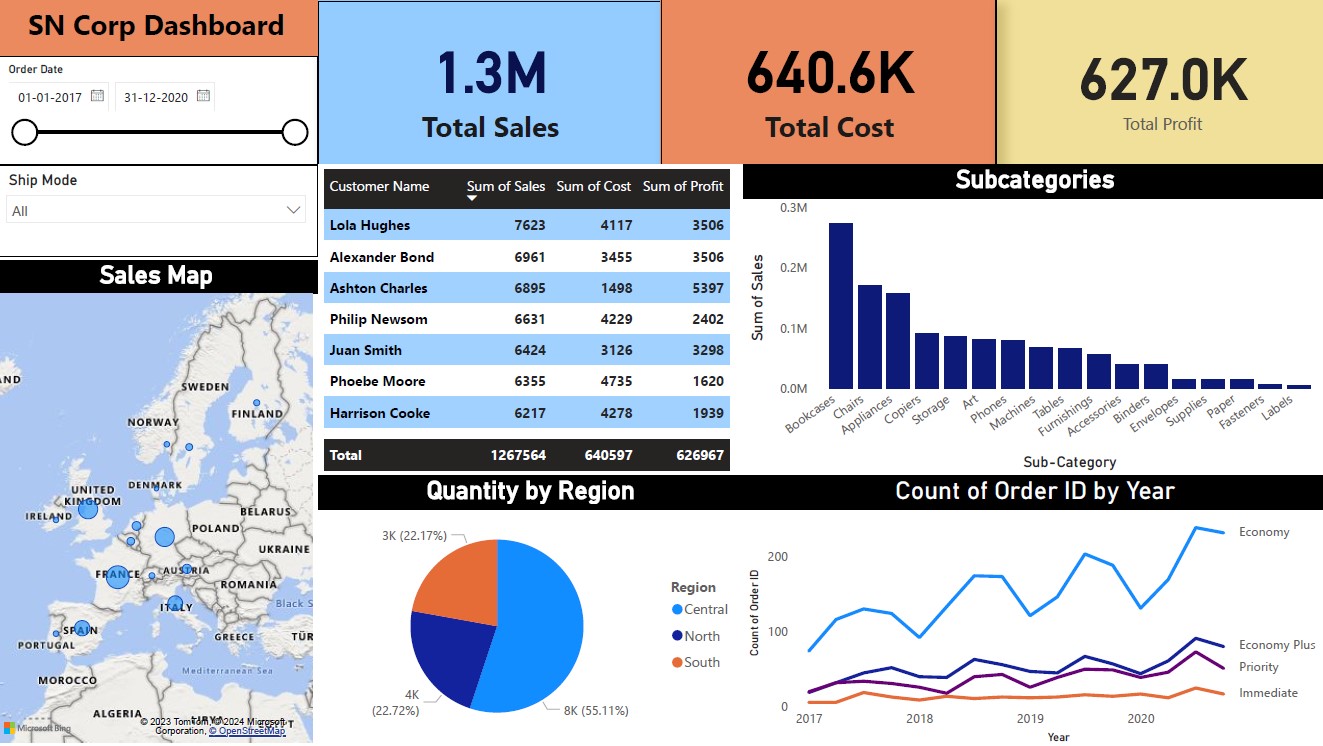 SN Corp Dashboard
Order Date
01-01-2017
31-12-2020
Ship Mode
All
1.3M
Total Sales
640.6K
Total Cost
627.0K
Total Profit
Sales Map
SWEDEN
FINLAND
NORWAY
UNITED
KINGDOM
DENMARK
IRELAND
BELARUS
POLAND
UKRAINE
FRANCE
AUSTRIA
ROMANIA
ITALY
Black S
SPAIN
PORTUGAL
GREECE
TÜR
Mediterranean Sea
MOROCCO
ALGERIA
Microsoft Bing
© 2023 TomTom, © 2024 Microsoft
Corporation, © OpenStreetMap
Customer Name Sum of Sales Sum of Cost Sum of Profit
Lola Hughes 7623 4117 3506
Alexander Bond 6961 3455 3506
Ashton Charles 6895 1498 5397
Philip Newsom 6631 4229 2402
Juan Smith 6424 3126 3298
Phoebe Moore 6355 4735 1620
Harrison Cooke 6217 4278 1939
Total 1267564 640597 626967
Subcategories
Sum of Sales
0.3M
0.2M
0.1M
0.0M
Bookcases
Chairs
Appliances
Copiers
Storage
Art
Phones
Machines
Tables
Furnishings
Accessories
Binders
Envelopes
Supplies
Paper
Fasteners
Labels
Sub-Category
Quantity by Region
3K (22.17%)
4K
(22.72%)
8K (55.11%)
Region
Central
North
South
Count of Order ID by Year
Count of Order ID
200
100
0
Economy
Economy Plus
Priority
Immediate
2017 2018 2019 2020
Year